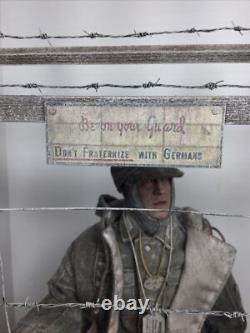 Be on your Guard
DON'T FRATERNIZE WITH GERMANS